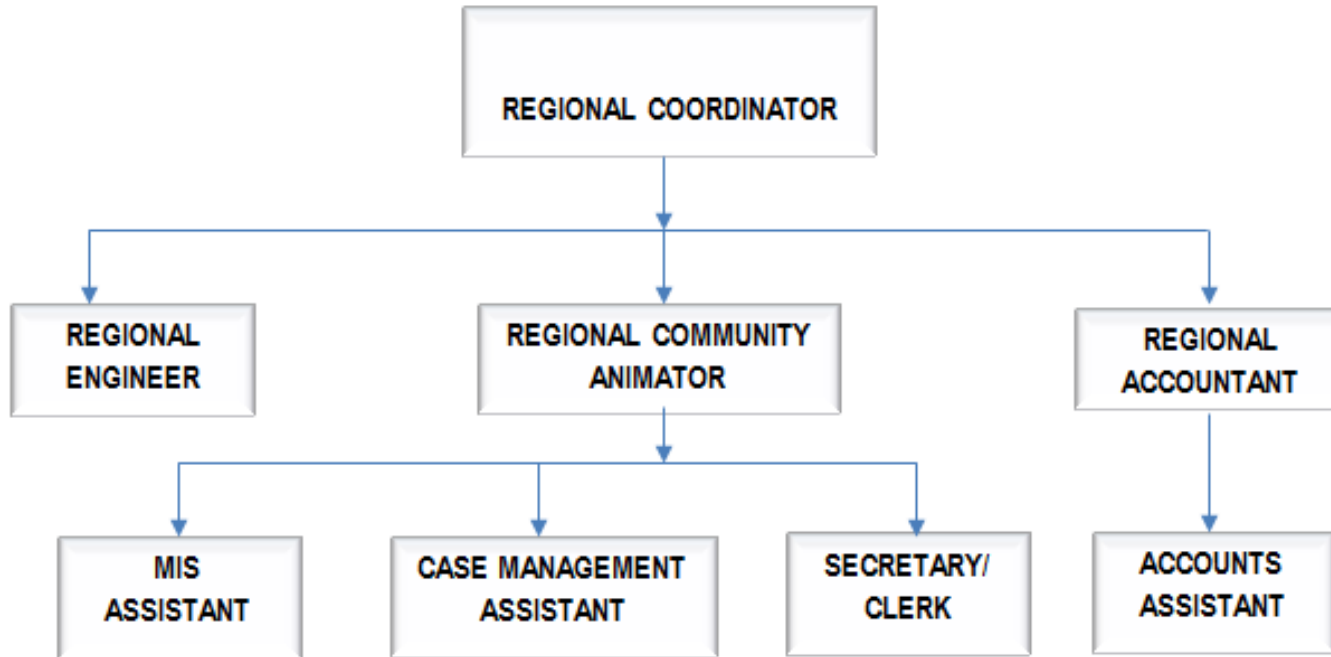 REGIONAL COORDINATOR
REGIONAL
ENGINEER
REGIONAL COMMUNITY
ANIMATOR
REGIONAL
ACCOUNTANT
MIS
ASSISTANT
CASE MANAGEMENT
ASSISTANT
SECRETARY/
CLERK
ACCOUNTS
ASSISTANT